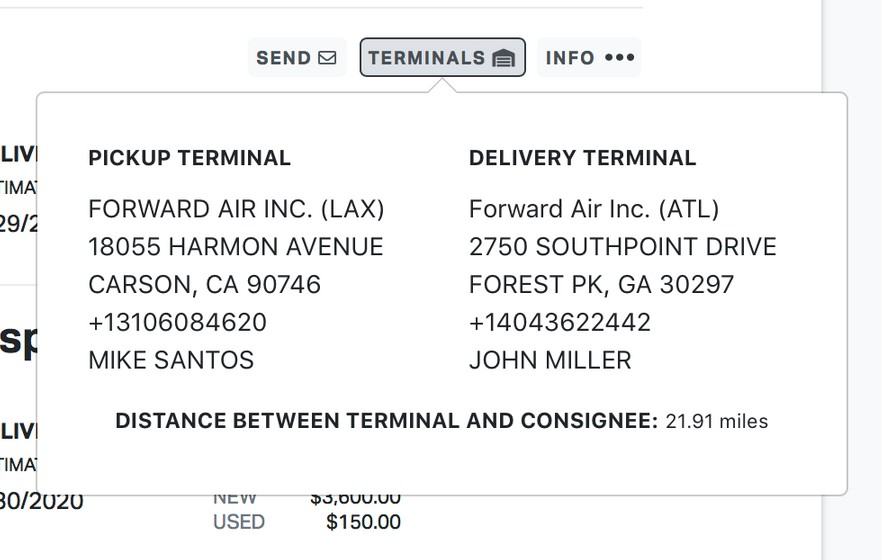 SEND
TERMINALS
INFO
PICKUP TERMINAL
FORWARD AIR INC. (LAX)
18055 HARMON AVENUE
CARSON, CA 90746
+13106084620
MIKE SANTOS
DELIVERY TERMINAL
Forward Air Inc. (ATL)
2750 SOUTHPOINT DRIVE
FOREST PK, GA 30297
+14043622442
JOHN MILLER
DISTANCE BETWEEN TERMINAL AND CONSIGNEE: 21.91 miles
LIV
TIMAT
29/2
sp
LIV
TIMAT
30/2020
NEW $3,600.00
USED $150.00